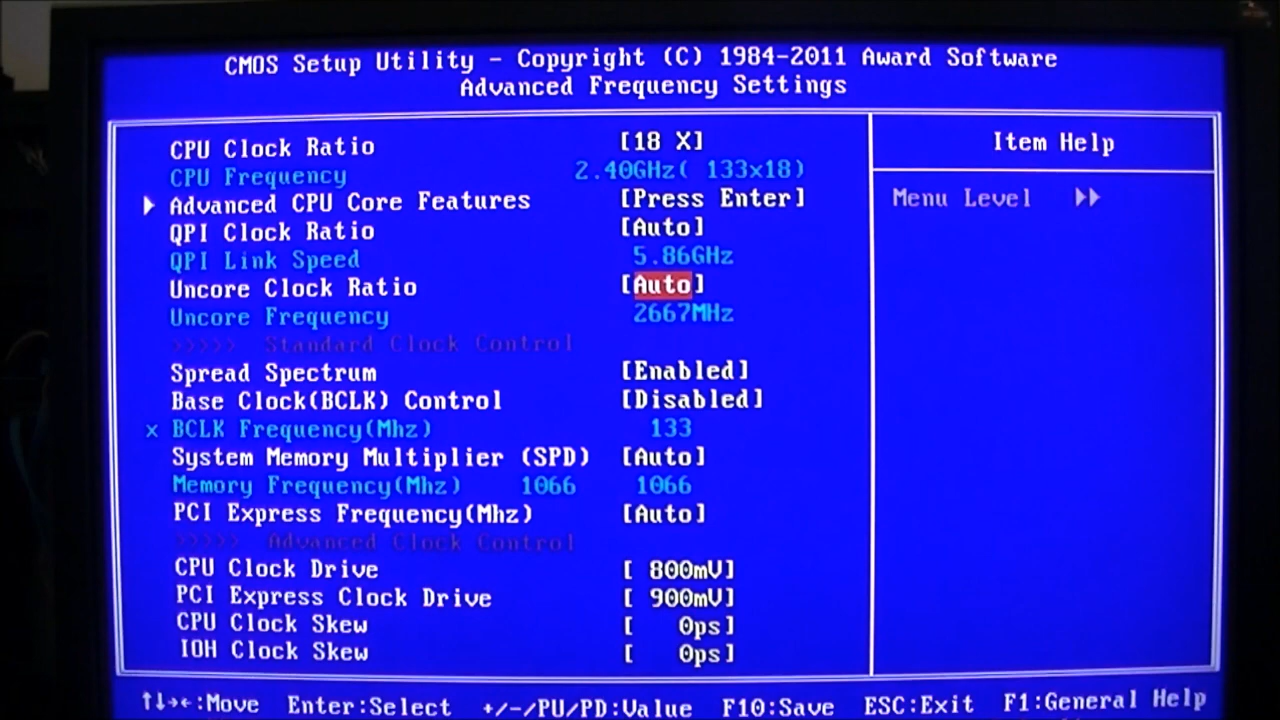 CMOS Setup Utility - Copyright (C) 1984-2011 Award Software
Advanced Frequency Settings
CPU Clock Ratio [18 X]
CPU Frequency 2.40GHz( 133x18)
Advanced CPU Core Features [Press Enter]
QPI Clock Ratio [Auto]
QPI Link Speed 5.86GHz
Uncore Clock Ratio [Auto]
Uncore Frequency 2667MHz
>>>>> Standard Clock Control
Spread Spectrum [Enabled]
Base Clock(BCLK) Control [Disabled]
x BCLK Frequency(Mhz) 133
System Memory Multiplier (SPD) [Auto]
Memory Frequency(Mhz) 1066 1066
PCI Express Frequency(Mhz) [Auto]
>>>>> Advanced Clock Control
CPU Clock Drive [ 800mV]
PCI Express Clock Drive [ 900mV]
CPU Clock Skew [ 0ps]
IOH Clock Skew [ 0ps]
Item Help
Menu Level ▶▶
↑↓→←:Move Enter:Select +/-/PU/PD:Value F10:Save ESC:Exit F1:General Help